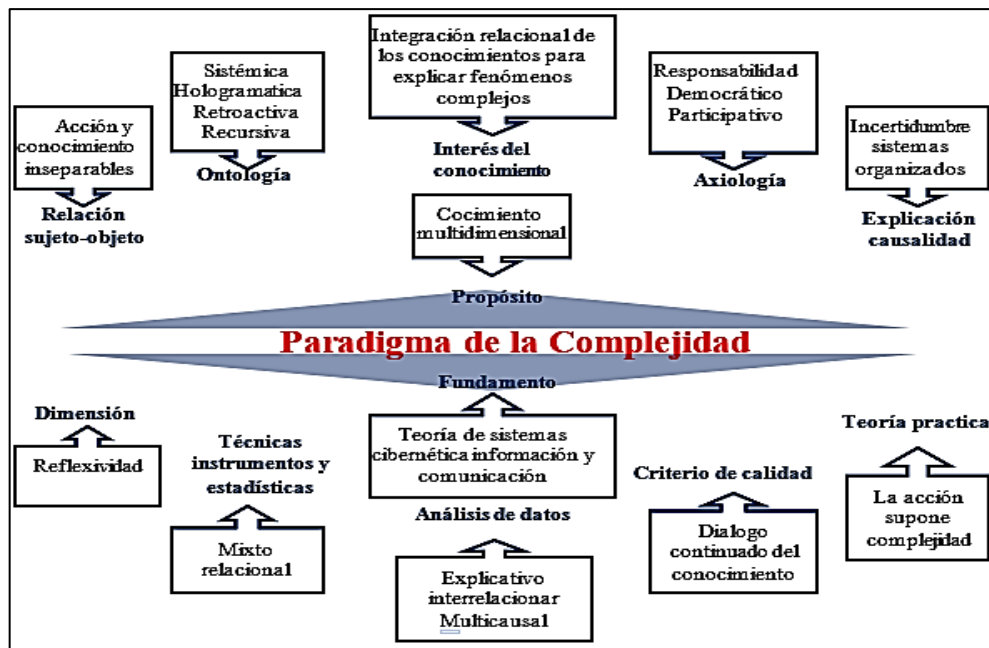 Acción y
conocimiento
inseparables
Relación
sujeto-objeto
Sistémica
Hologramatica
Retroactiva
Recursiva
Ontología
Integración relacional de
los conocimientos para
explicar fenómenos
complejos
Interés del
conocimiento
Responsabilidad
Democrático
Participativo
Axiología
Incertidumbre
sistemas
organizados
Explicación
causalidad
Cocimiento
multidimensional
Propósito
Paradigma de la Complejidad
Fundamento
Teoría de sistemas
cibernética información y
comunicación
Dimensión
Reflexividad
Técnicas
instrumentos y
estadísticas
Mixto
relacional
Análisis de datos
Explicativo
interrelacionar
Multicausal
Criterio de calidad
Dialogo
continuado del
conocimiento
Teoría practica
La acción
supone
complejidad